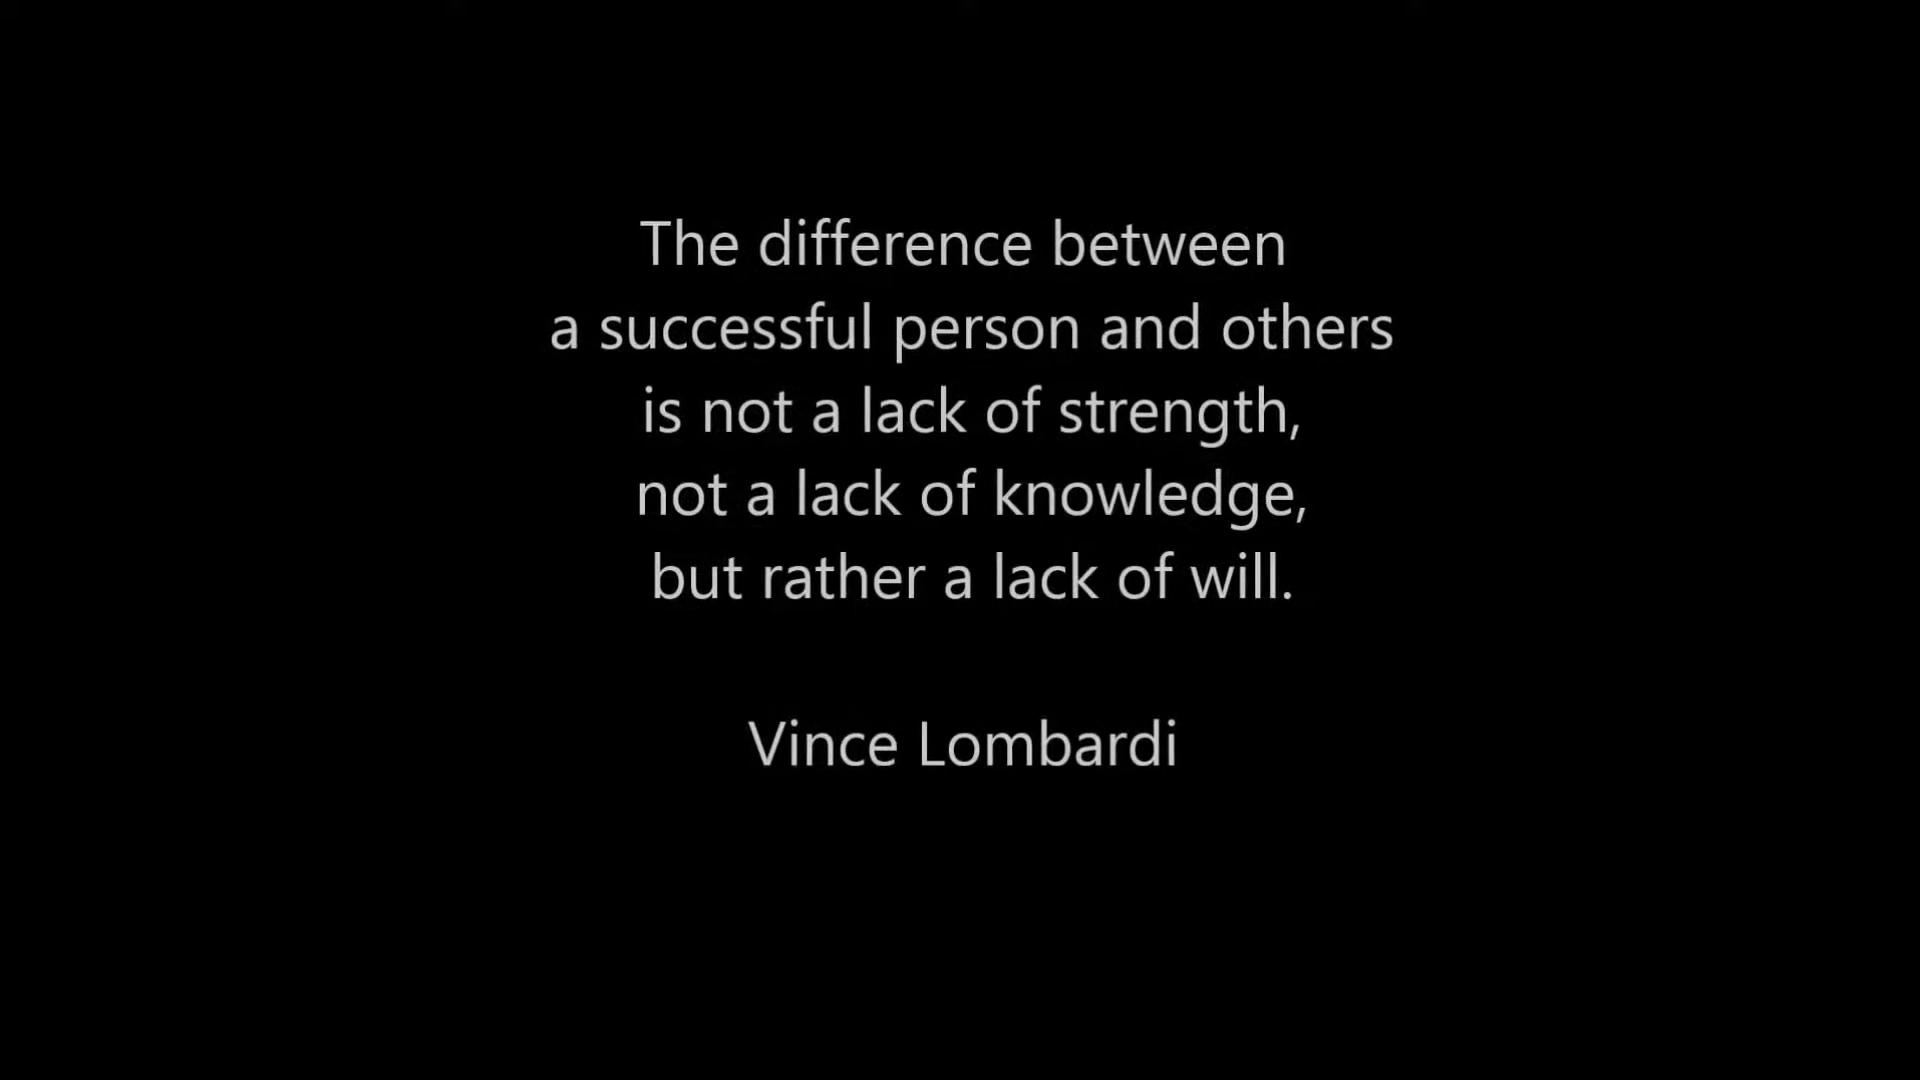 The difference between
a successful person and others
is not a lack of strength,
not a lack of knowledge,
but rather a lack of will.
Vince Lombardi